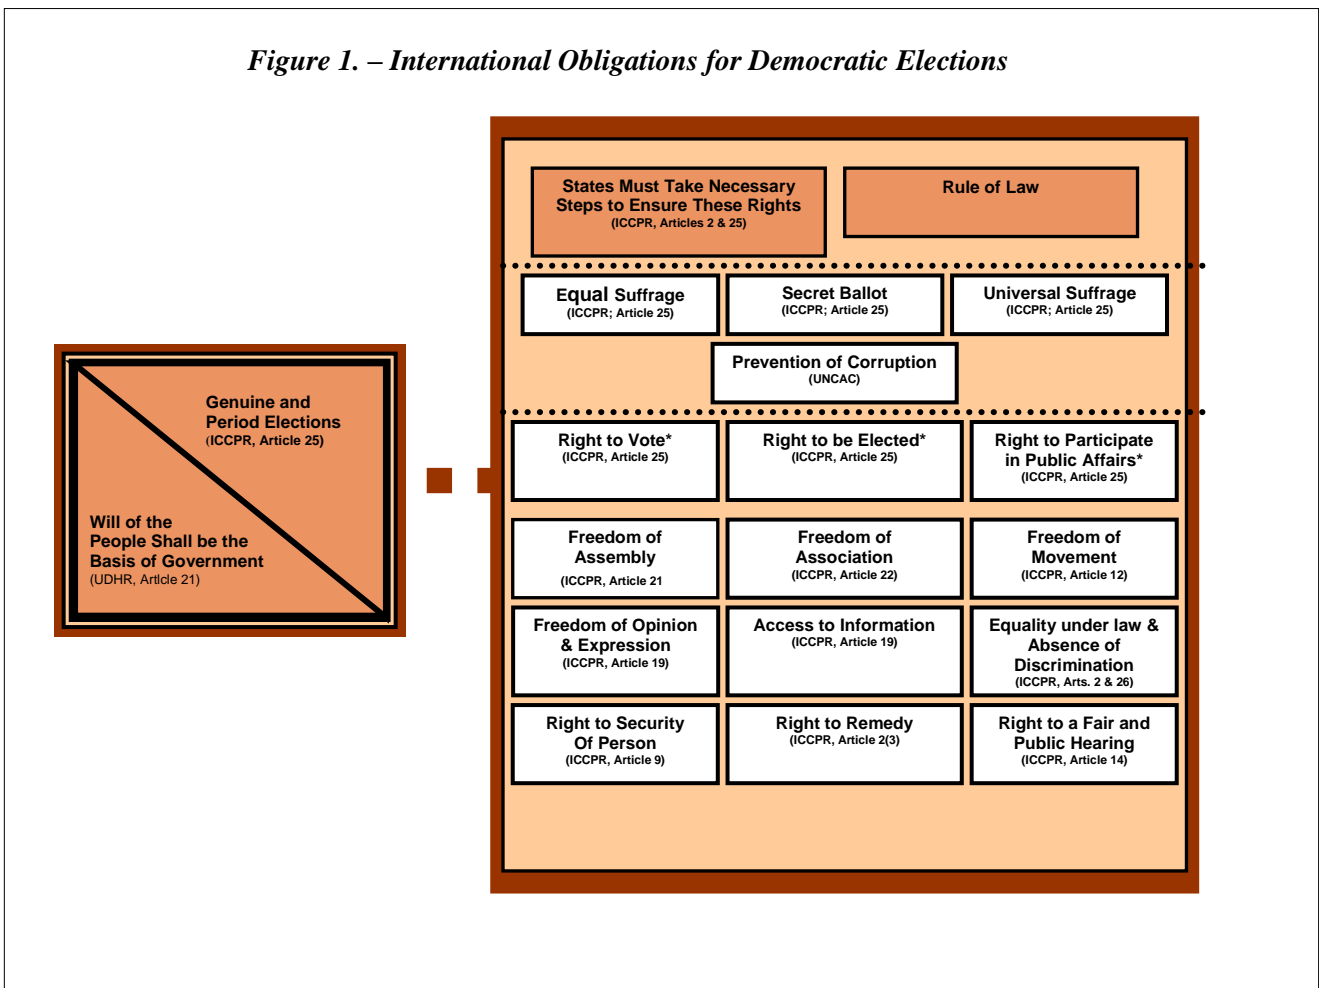 Figure 1. – International Obligations for Democratic Elections
States Must Take Necessary
Steps to Ensure These Rights
(ICCPR, Articles 2 & 25)
Rule of Law
Equal Suffrage
(ICCPR; Article 25)
Secret Ballot
(ICCPR; Article 25)
Universal Suffrage
(ICCPR; Article 25)
Prevention of Corruption
(UNCAC)
Genuine and
Period Elections
(ICCPR, Article 25)
Will of the
People Shall be the
Basis of Government
(UDHR, Article 21)
Right to Vote*
(ICCPR, Article 25)
Right to be Elected*
(ICCPR, Article 25)
Right to Participate
in Public Affairs*
(ICCPR, Article 25)
Freedom of
Assembly
(ICCPR, Article 21
Freedom of
Association
(ICCPR, Article 22)
Freedom of
Movement
(ICCPR, Article 12)
Freedom of Opinion
& Expression
(ICCPR, Article 19)
Access to Information
(ICCPR, Article 19)
Equality under law &
Absence of
Discrimination
(ICCPR, Arts. 2 & 26)
Right to Security
Of Person
(ICCPR, Article 9)
Right to Remedy
(ICCPR, Article 2(3)
Right to a Fair and
Public Hearing
(ICCPR, Article 14)